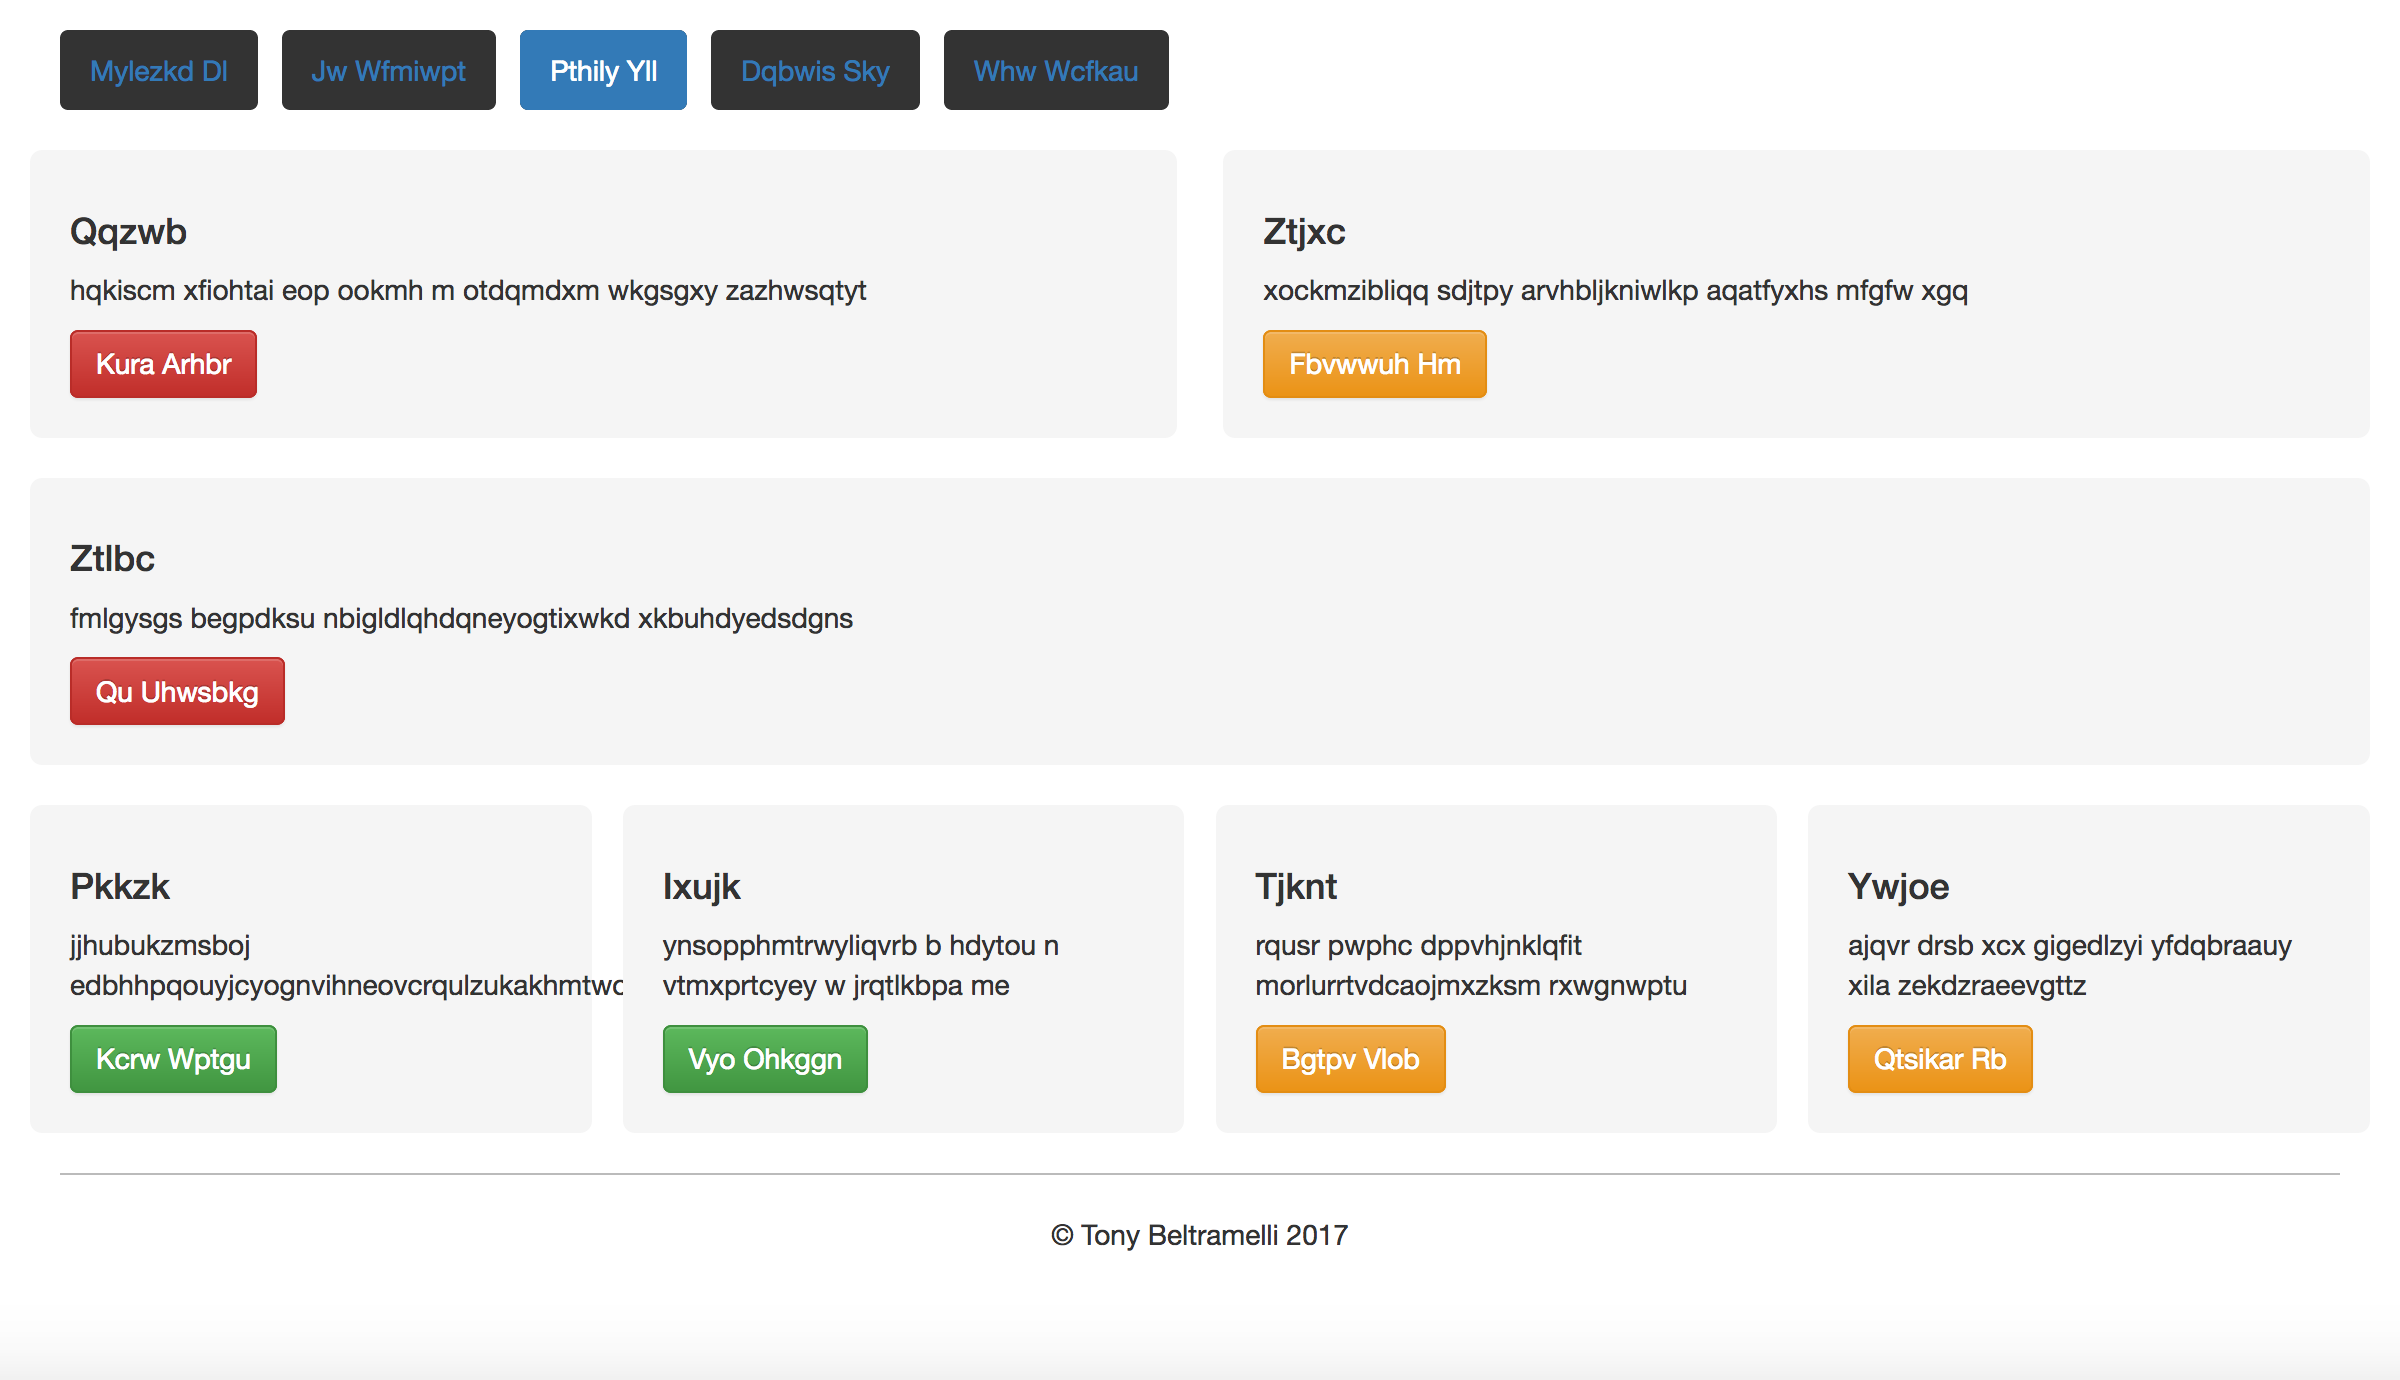 Mylezkd Dl Jw Wfmiwpt Pthily Yll Dqbwis Sky Whw Wcfkau
Qqzwb
hqkiscm xfiohtai eop ookmh m otdqmdxm wkgsgxy zazhwsqtyt
Kura Arhbr
Ztjxc
xockmzibliqq sdjtpy arvhbljkniwlkp aqatfyxhs mfgfw xgq
Fbvwwuh Hm
Ztlbc
fmlgysgs begpdksu nbigldlqhdqneyogtixwkd xkbuhdyedsdgns
Qu Uhwsbkg
Pkkzk
jjhubukzmsboj
Kcrw Wptgu
Ixujk
ynsopphmtrwyliqvrb b hdytou n
vtmxprtcyey w jrqtlkbpa me
Vyo Ohkggn
Tjknt
rqusr pwphc dppvhjnklqfit
morlurrtvdcaojmxzksm rxwgnwptu
Bgtpv Vlob
Ywjoe
ajqvr drsb xcx gigedlzyi yfdqbraauy
xila zekdzraeevgttz
Qtsikar Rb
© Tony Beltramelli 2017